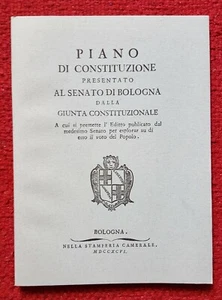 PIANO
DI CONSTITUZIONE
PRESENTATO
AL SENATO DI BOLOGNA
DALLA
GIUNTA CONSTITUZIONALE
A cui si premette l' Editto publicato dal
medesimo Senato per esplorar su di
esso il voto del Popolo.
BOLOGNA.
NELLA STAMPERIA CAMERALE.
MDCCXCVI.